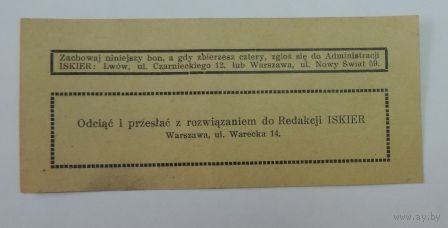 Zachowaj niniejszy bon, a gdy zbierzesz cztery, zgłoś się do Administracji
ISKIER: Lwów, ul. Czarnieckiego 12, lub Warszawa, ul. Nowy Świat 59.
Odciąć i przesłać z rozwiązaniem do Redakcji ISKIER
Warszawa, ul. Warecka 14.
www.ay.by